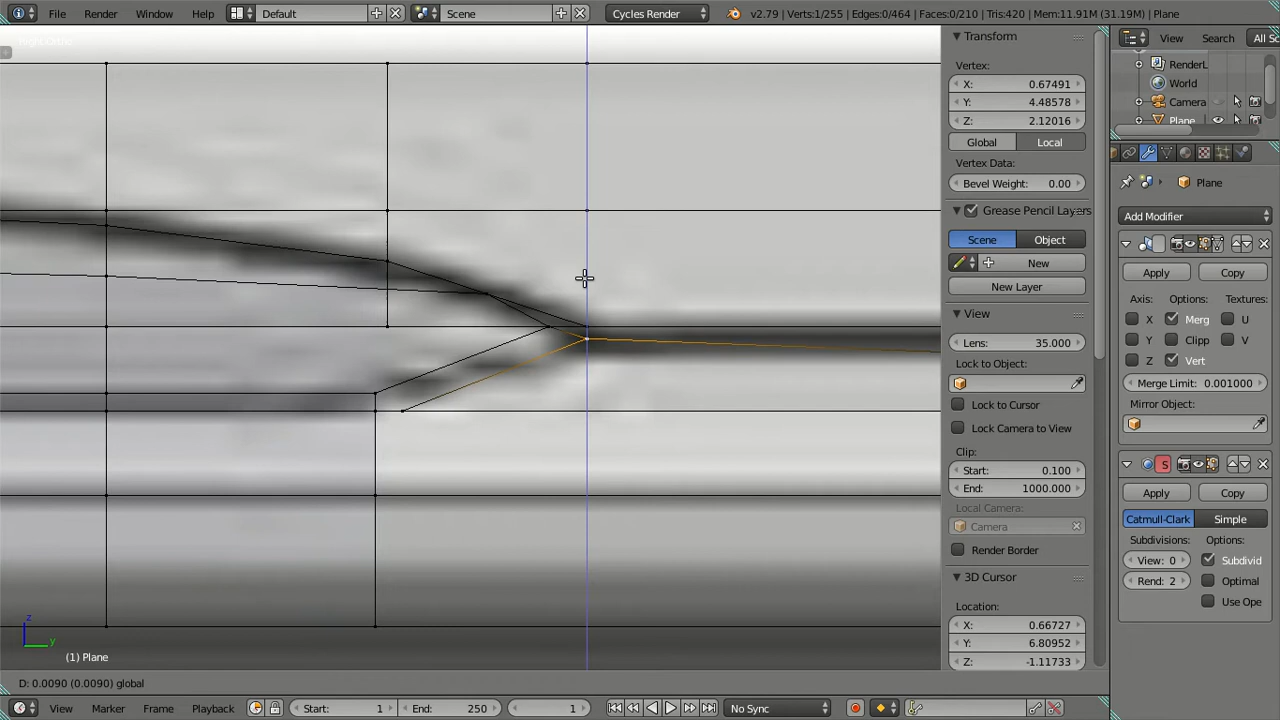 File Render Window Help Default Scene Cycles Render v2.79 | Verts:1/255 | Edges:0/464 | Faces:0/210 | Tris:420 | Mem:11.91M (31.19M) | Plane
View Search All Sc
RenderL
World
Camera
Plane
Transform
Vertex:
X: 0.67491
Y: 4.48578
Z: 2.12016
Global Local
Vertex Data:
Bevel Weight: 0.00
Grease Pencil Layers
Scene Object
New
New Layer
View
Lens: 35.000
Lock to Object:
Lock to Cursor
Lock Camera to View
Clip:
Start: 0.100
End: 1000.000
Local Camera:
Camera
Render Border
3D Cursor
Location:
X: 0.66727
Y: 6.80952
Z: -1.11733
Plane
Add Modifier
Apply Copy
Axis: Options: Textures:
X Merg U
Y Clipp V
Z Vert
Merge Limit: 0.001000
Mirror Object:
S
Apply Copy
Catmull-Clark Simple
Subdivisions: Options:
View: 0 Subdivid
Rend: 2 Optimal
Use Ope
z
y
(1) Plane
D: 0.0090 (0.0090) global
View Marker Frame Playback Start: 1 End: 250 1 No Sync